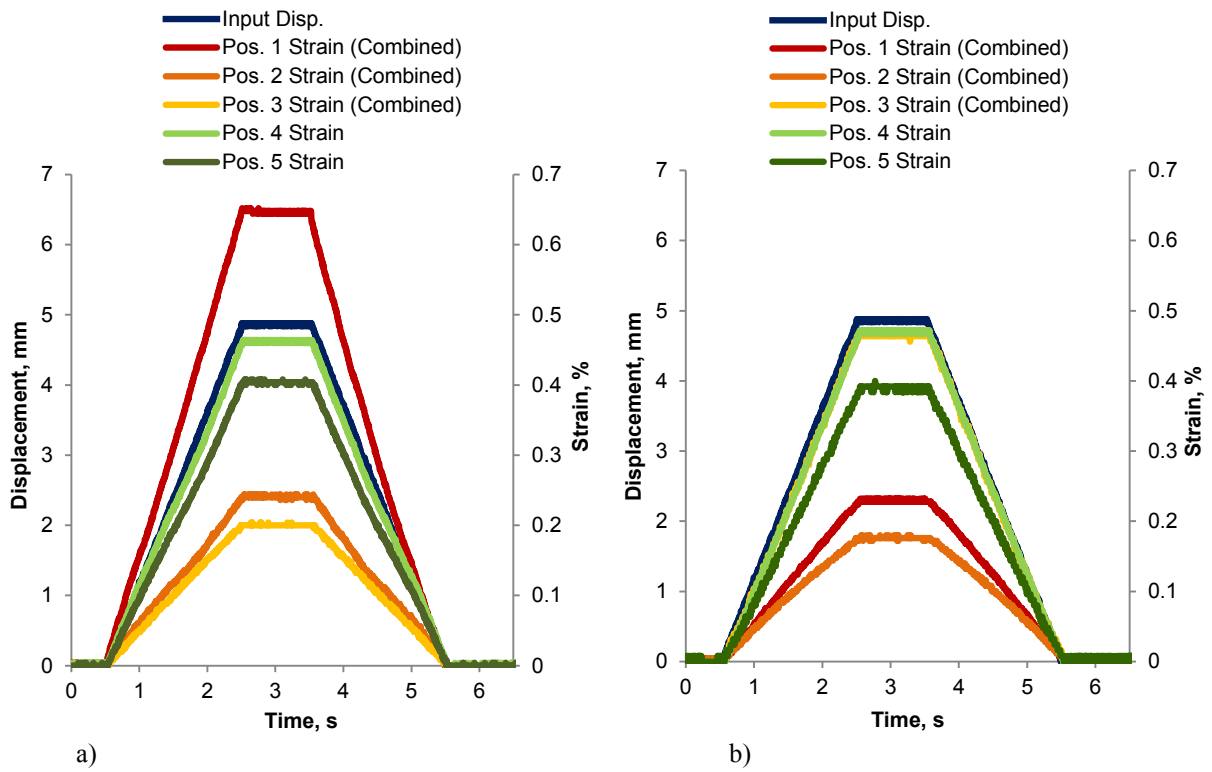 Input Disp.
Pos. 1 Strain (Combined)
Pos. 2 Strain (Combined)
Pos. 3 Strain (Combined)
Pos. 4 Strain
Pos. 5 Strain
7
6
5
4
3
2
1
0
0.7
0.6
0.5
0.4
0.3
0.2
0.1
0
Displacement, mm
Strain, %
0 1 2 3 4 5 6
Time, s
a)
Input Disp.
Pos. 1 Strain (Combined)
Pos. 2 Strain (Combined)
Pos. 3 Strain (Combined)
Pos. 4 Strain
Pos. 5 Strain
7
6
5
4
3
2
1
0
0.7
0.6
0.5
0.4
0.3
0.2
0.1
0
Displacement, mm
Strain, %
0 1 2 3 4 5 6
Time, s
b)